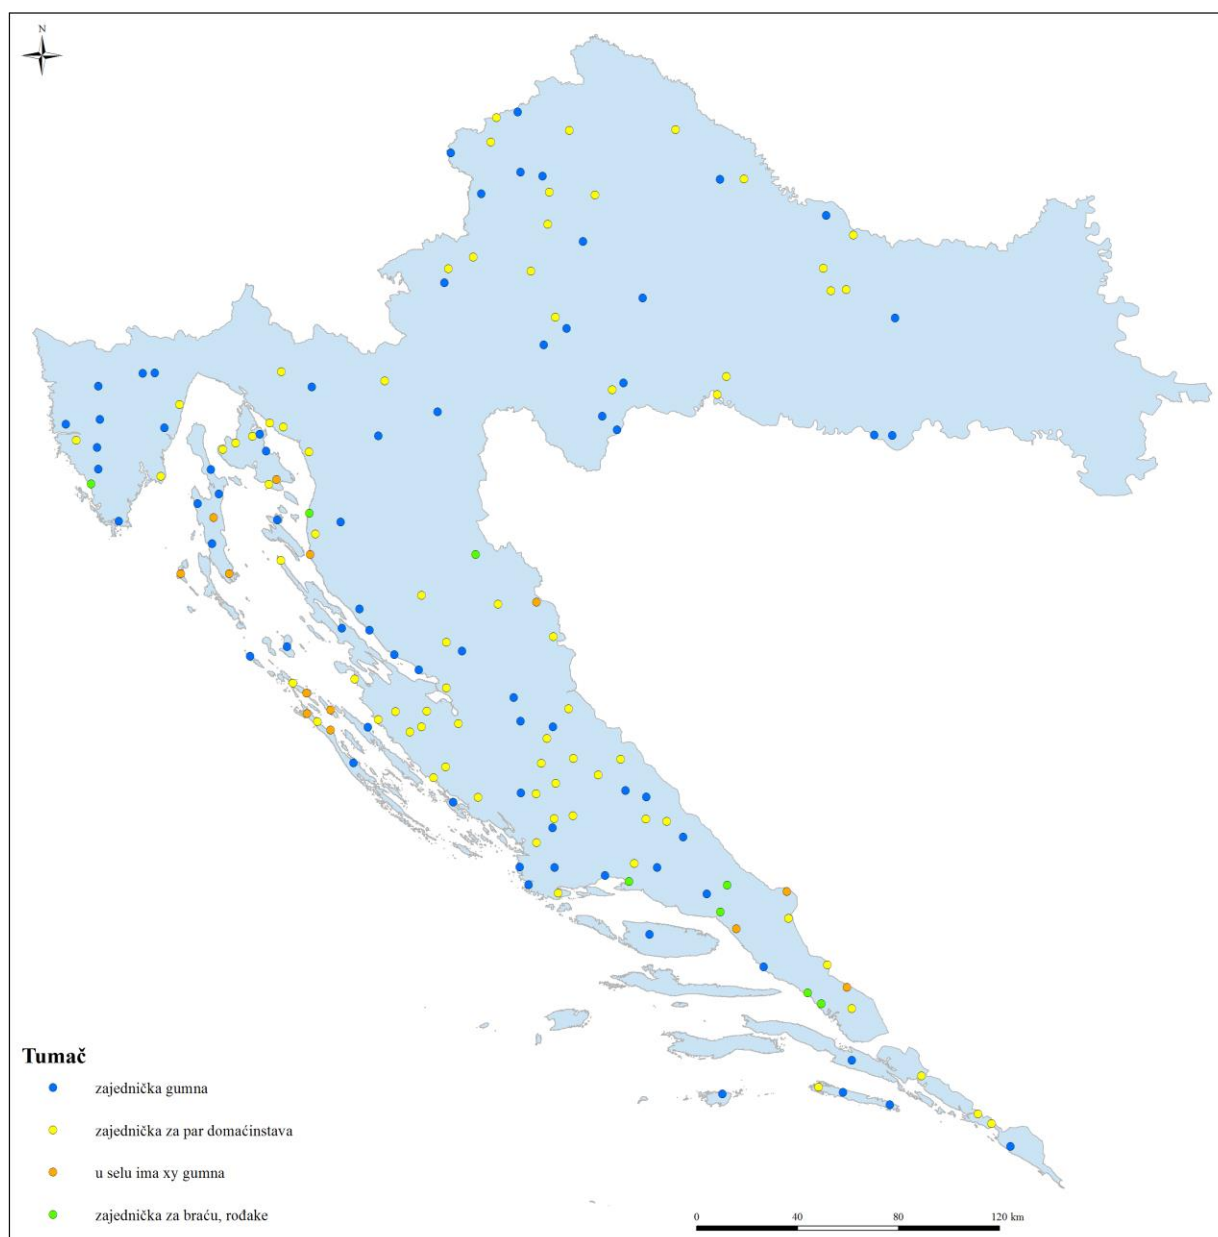 N
Tumač
zajednička gumna
zajednička za par domaćinstava
u selu ima xy gumna
zajednička za braću, rođake
0 40 80 120 km